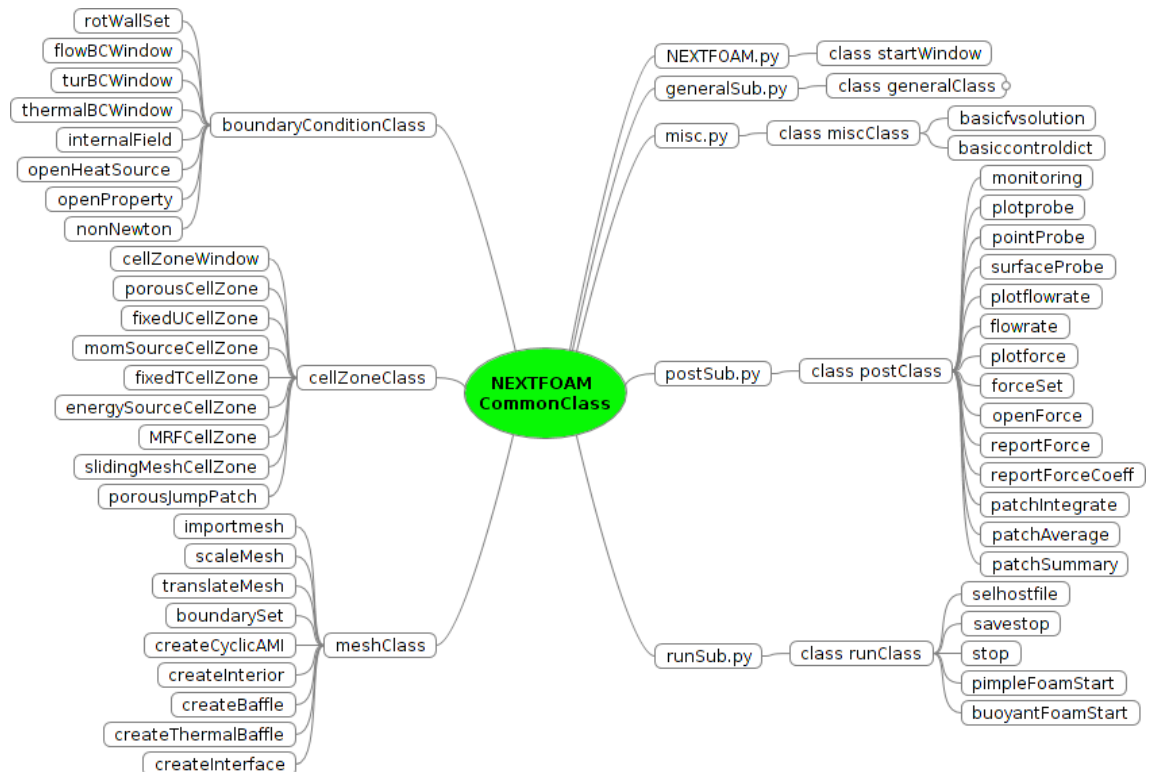 rotWallSet
flowBCWindow
turBCWindow
thermalBCWindow
internalField
openHeatSource
openProperty
nonNewton
boundaryConditionClass
cellZoneWindow
porousCellZone
fixedUCellZone
momSourceCellZone
fixedTCellZone
energySourceCellZone
MRFCellZone
slidingMeshCellZone
porousJumpPatch
cellZoneClass
importmesh
scaleMesh
translateMesh
boundarySet
createCyclicAMI
createInterior
createBaffle
createThermalBaffle
createInterface
meshClass
NEXTFOAM
CommonClass
NEXTFOAM.py
class startWindow
generalSub.py
class generalClass
misc.py
class miscClass
basicfvsolution
basiccontroldict
postSub.py
class postClass
monitoring
plotprobe
pointProbe
surfaceProbe
plotflowrate
flowrate
plotforce
forceSet
openForce
reportForce
reportForceCoeff
patchIntegrate
patchAverage
patchSummary
runSub.py
class runClass
selhostfile
savestop
stop
pimpleFoamStart
buoyantFoamStart